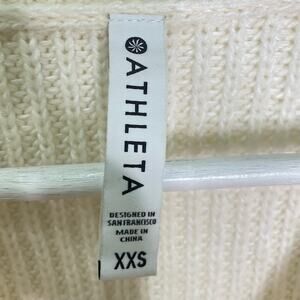 ATHLETA
DESIGNED IN
SAN FRANCISCO
MADE IN
CHINA
XXS